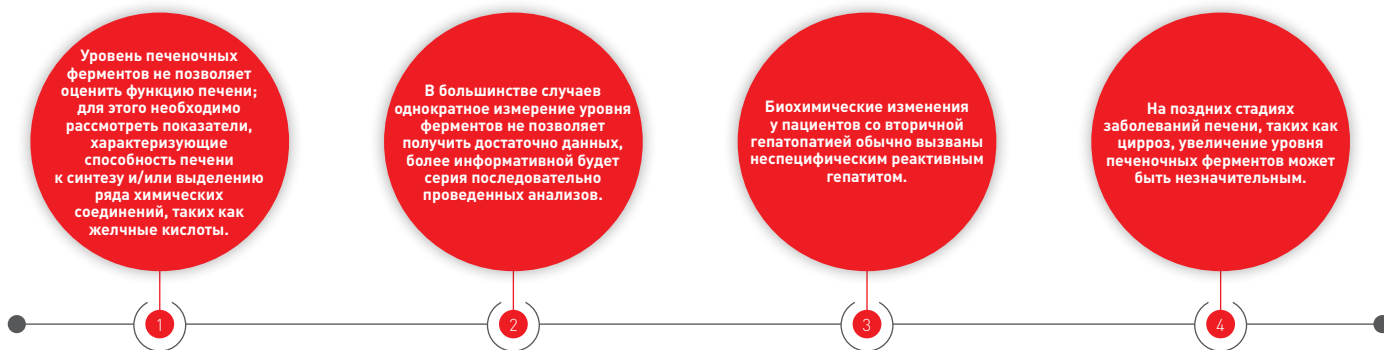 Уровень печеночных
ферментов не позволяет
оценить функцию печени;
для этого необходимо
рассмотреть показатели,
характеризующие
способность печени
к синтезу и/или выделению
ряда химических
соединений, таких как
желчные кислоты.
В большинстве случаев
однократное измерение уровня
ферментов не позволяет
получить достаточно данных,
более информативной будет
серия последовательно
проведенных анализов.
Биохимические изменения
у пациентов со вторичной
гепатопатией обычно вызваны
неспецифическим реактивным
гепатитом.
На поздних стадиях
заболеваний печени, таких как
цирроз, увеличение уровня
печеночных ферментов может
быть незначительным.
1
2
3
4